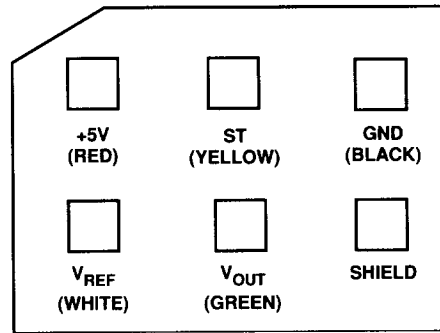 +5V ST GND
(RED) (YELLOW) (BLACK)
VREF VOUT SHIELD
(WHITE) (GREEN)